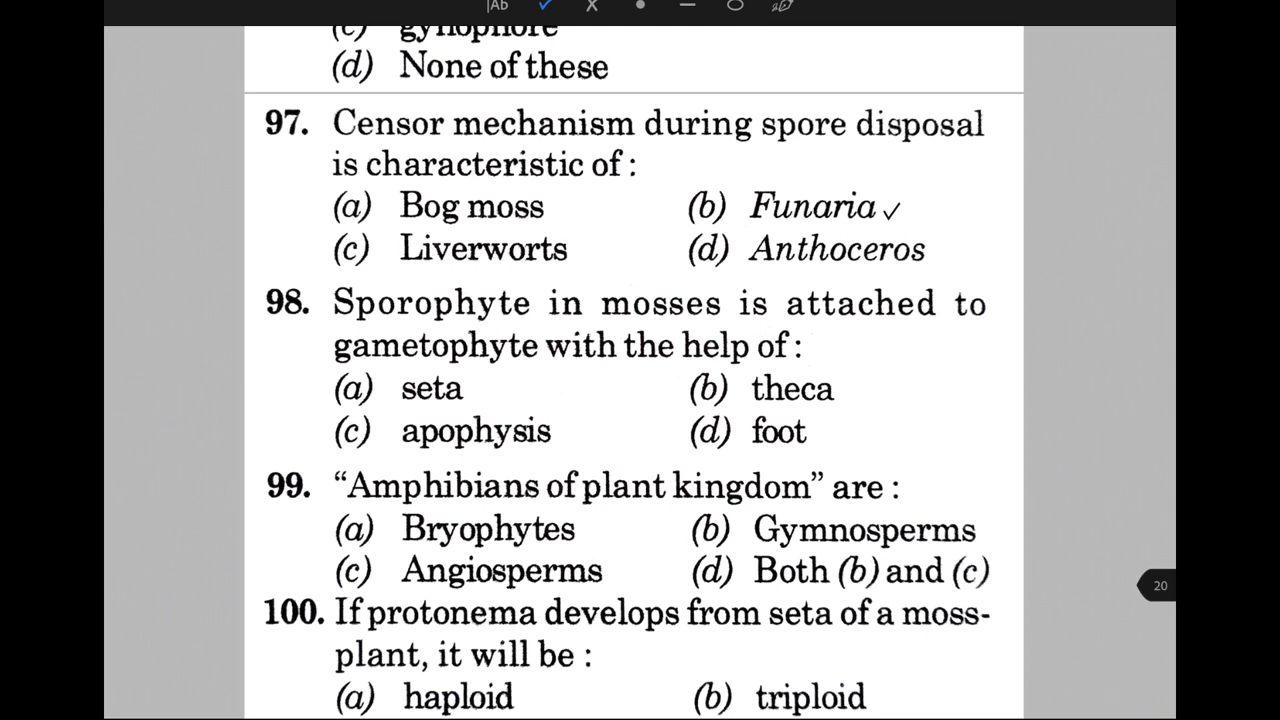 Ab
(c) gynophore
(d) None of these
97. Censor mechanism during spore disposal
is characteristic of :
(a) Bog moss (b) Funaria ✓
(c) Liverworts (d) Anthoceros
98. Sporophyte in mosses is attached to
gametophyte with the help of :
(a) seta (b) theca
(c) apophysis (d) foot
99. “Amphibians of plant kingdom” are :
(a) Bryophytes (b) Gymnosperms
(c) Angiosperms (d) Both (b) and (c)
20
100. If protonema develops from seta of a moss-
plant, it will be :
(a) haploid (b) triploid